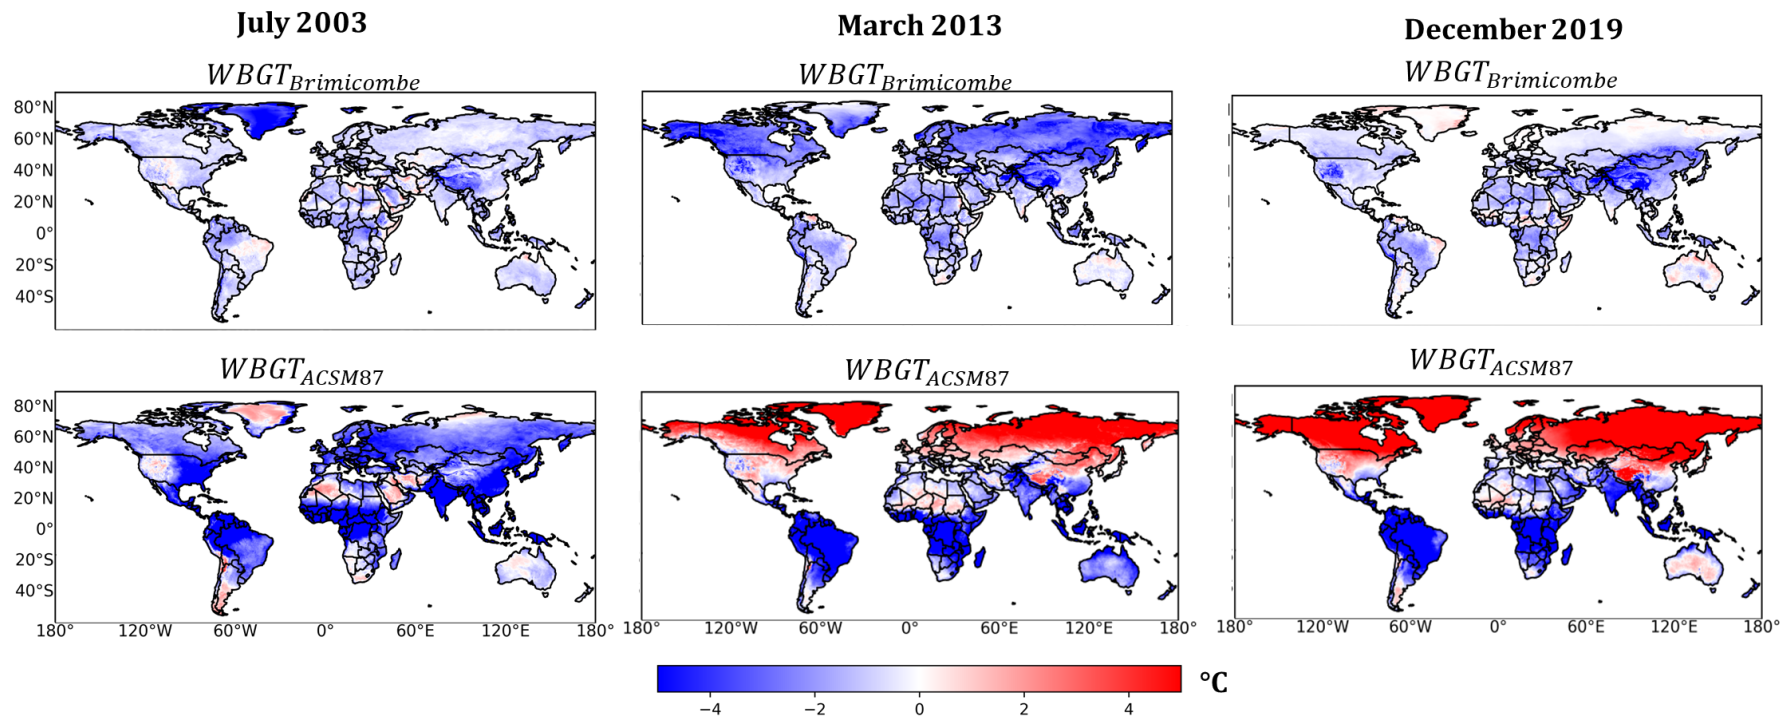 July 2003 March 2013 December 2019
WBGT_Brimicombe WBGT_Brimicombe WBGT_Brimicombe
80°N
60°N
40°N
20°N
0°
20°S
40°S
WBGT_ACSM87 WBGT_ACSM87 WBGT_ACSM87
80°N
60°N
40°N
20°N
0°
20°S
40°S
180° 120°W 60°W 0° 60°E 120°E 180° 180° 120°W 60°W 0° 60°E 120°E 180° 180° 120°W 60°W 0° 60°E 120°E 180°
°C
−4 −2 0 2 4